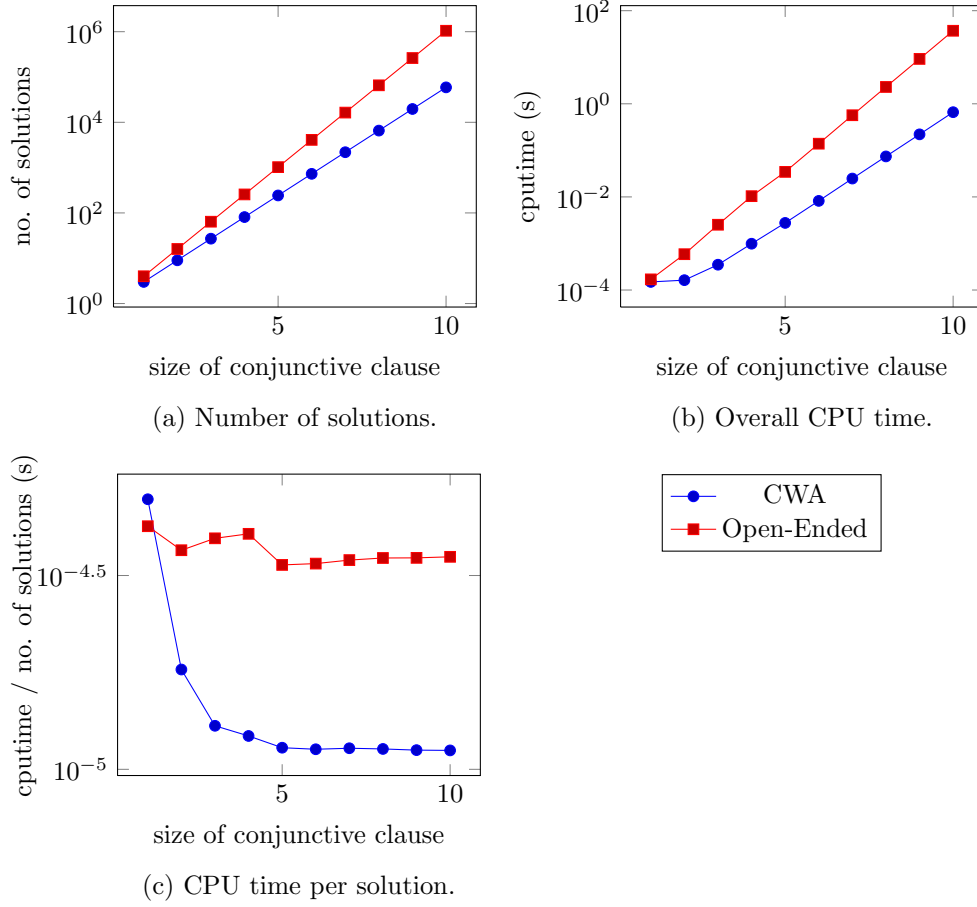 10^6
10^4
10^2
10^0
no. of solutions
5
10
size of conjunctive clause
(a) Number of solutions.
10^2
10^0
10^−2
10^−4
cputime (s)
5
10
size of conjunctive clause
(b) Overall CPU time.
10^−4.5
10^−5
cputime / no. of solutions (s)
5
10
size of conjunctive clause
(c) CPU time per solution.
CWA
Open-Ended